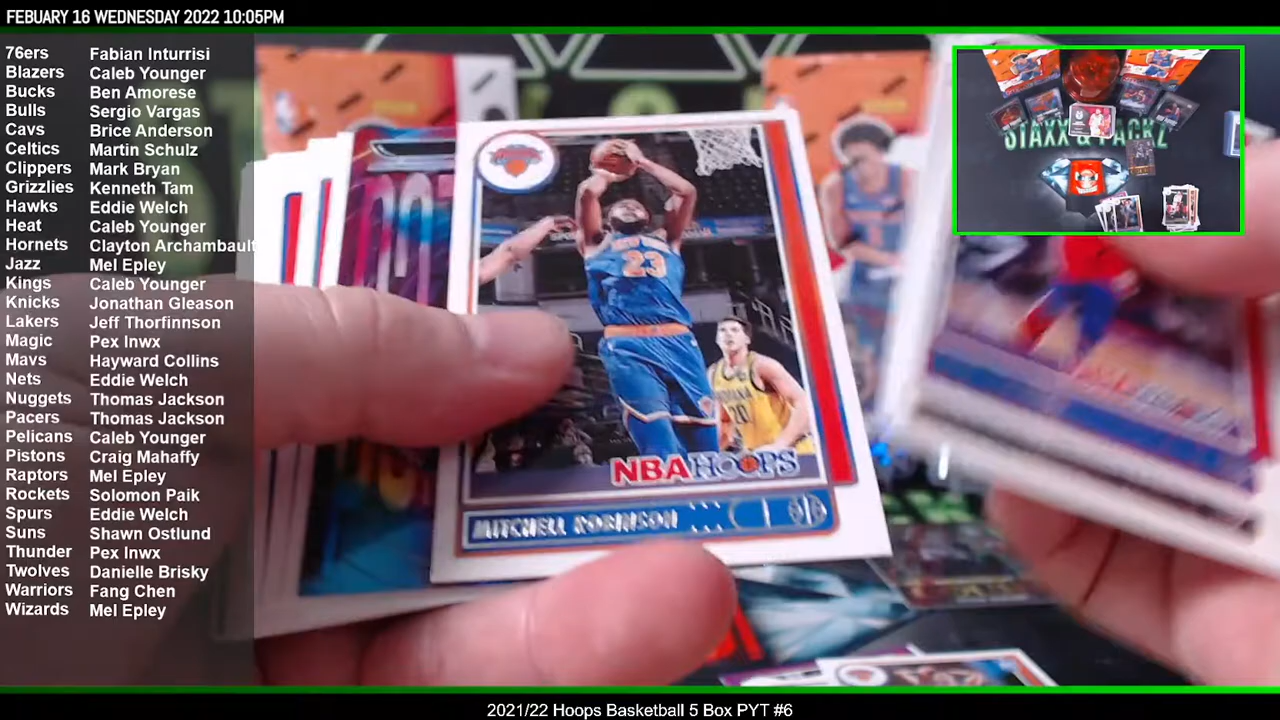 FEBUARY 16 WEDNESDAY 2022 10:05PM
76ers Fabian Inturrisi
Blazers Caleb Younger
Bucks Ben Amorese
Bulls Sergio Vargas
Cavs Brice Anderson
Celtics Martin Schulz
Clippers Mark Bryan
Grizzlies Kenneth Tam
Hawks Eddie Welch
Heat Caleb Younger
Hornets Clayton Archambault
Jazz Mel Epley
Kings Caleb Younger
Knicks Jonathan Gleason
Lakers Jeff Thorfinnson
Magic Pex Inwx
Mavs Hayward Collins
Nets Eddie Welch
Nuggets Thomas Jackson
Pacers Thomas Jackson
Pelicans Caleb Younger
Pistons Craig Mahaffy
Raptors Mel Epley
Rockets Solomon Paik
Spurs Eddie Welch
Suns Shawn Ostlund
Thunder Pex Inwx
Twolves Danielle Brisky
Warriors Fang Chen
Wizards Mel Epley
NEW YORK
23
INDIANA
20
NBA HOOPS
MITCHELL ROBINSON
STAXX & PACKZ
2021/22 Hoops Basketball 5 Box PYT #6